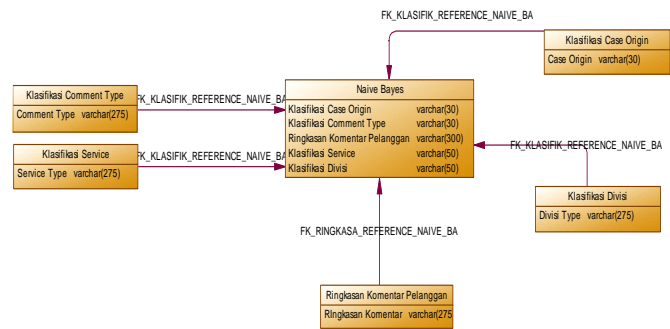 FK_KLASIFIK_REFERENCE_NAIVE_BA
Klasifikasi Case Origin
Case Origin varchar(30)
Klasifikasi Comment Type
Comment Type varchar(275)
FK_KLASIFIK_REFERENCE_NAIVE_BA
Naive Bayes
Klasifikasi Case Origin varchar(30)
Klasifikasi Comment Type varchar(30)
Ringkasan Komentar Pelanggan varchar(300)
Klasifikasi Service varchar(50)
Klasifikasi Divisi varchar(50)
Klasifikasi Service
Service Type varchar(275)
FK_KLASIFIK_REFERENCE_NAIVE_BA
FK_KLASIFIK_REFERENCE_NAIVE_BA
Klasifikasi Divisi
Divisi Type varchar(275)
FK_RINGKASA_REFERENCE_NAIVE_BA
Ringkasan Komentar Pelanggan
RIngkasan Komentar varchar(275